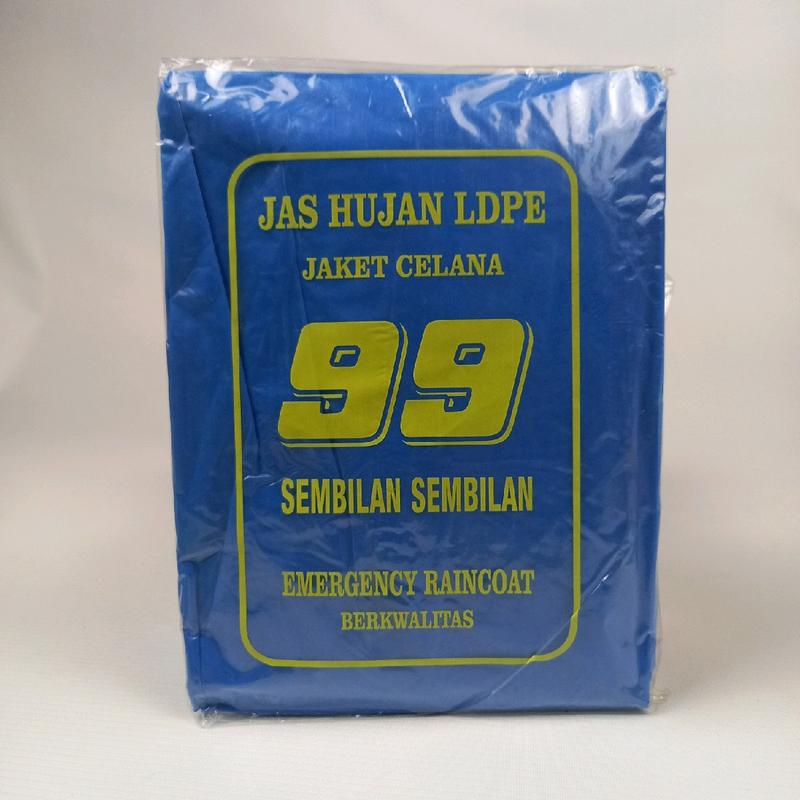 JAS HUJAN LDPE
JAKET CELANA
99
SEMBILAN SEMBILAN
EMERGENCY RAINCOAT
BERKWALITAS